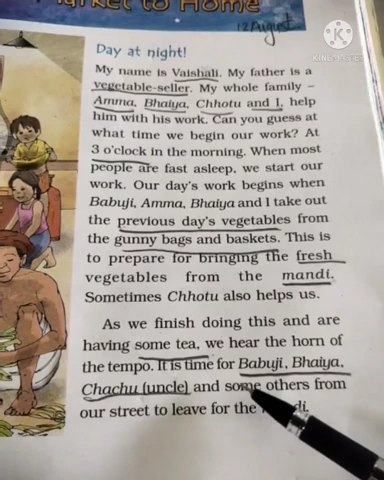 Market to Home
12 August
Day at night!
My name is Vaishali. My father is a
vegetable-seller. My whole family –
Amma, Bhaiya, Chhotu and I, help
him with his work. Can you guess at
what time we begin our work? At
3 o'clock in the morning. When most
people are fast asleep, we start our
work. Our day's work begins when
Babuji, Amma, Bhaiya and I take out
the previous day's vegetables from
the gunny bags and baskets. This is
to prepare for bringing the fresh
vegetables from the mandi.
Sometimes Chhotu also helps us.
As we finish doing this and are
having some tea, we hear the horn of
the tempo. It is time for Babuji, Bhaiya,
Chachu (uncle) and some others from
our street to leave for the